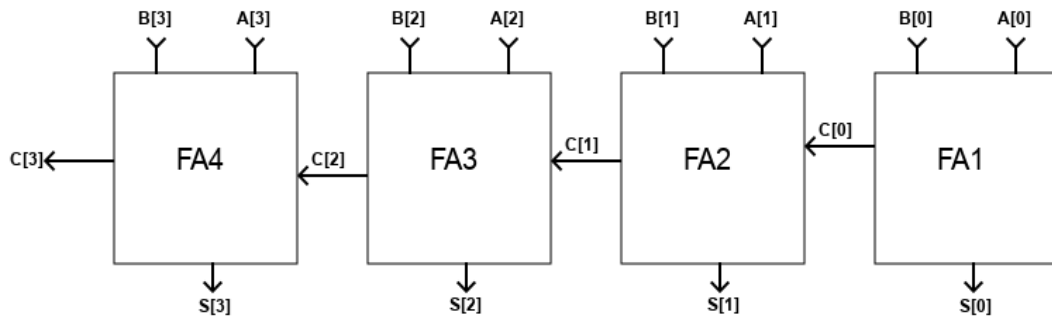 B[3] A[3] B[2] A[2] B[1] A[1] B[0] A[0]
C[3] FA4 C[2] FA3 C[1] FA2 C[0] FA1
S[3] S[2] S[1] S[0]